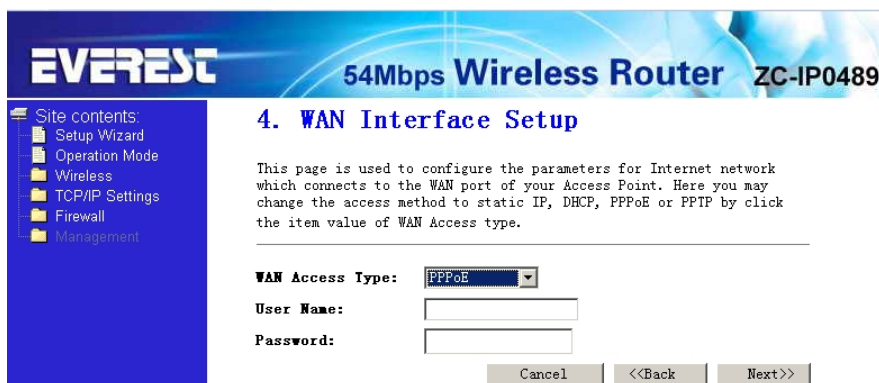 EVEREST
54Mbps Wireless Router ZC-IP0489
Site contents:
Setup Wizard
Operation Mode
Wireless
TCP/IP Settings
Firewall
Management
4. WAN Interface Setup
This page is used to configure the parameters for Internet network
which connects to the WAN port of your Access Point. Here you may
change the access method to static IP, DHCP, PPPoE or PPTP by click
the item value of WAN Access type.
WAN Access Type: PPPoE
User Name:
Password:
Cancel <<Back Next>>